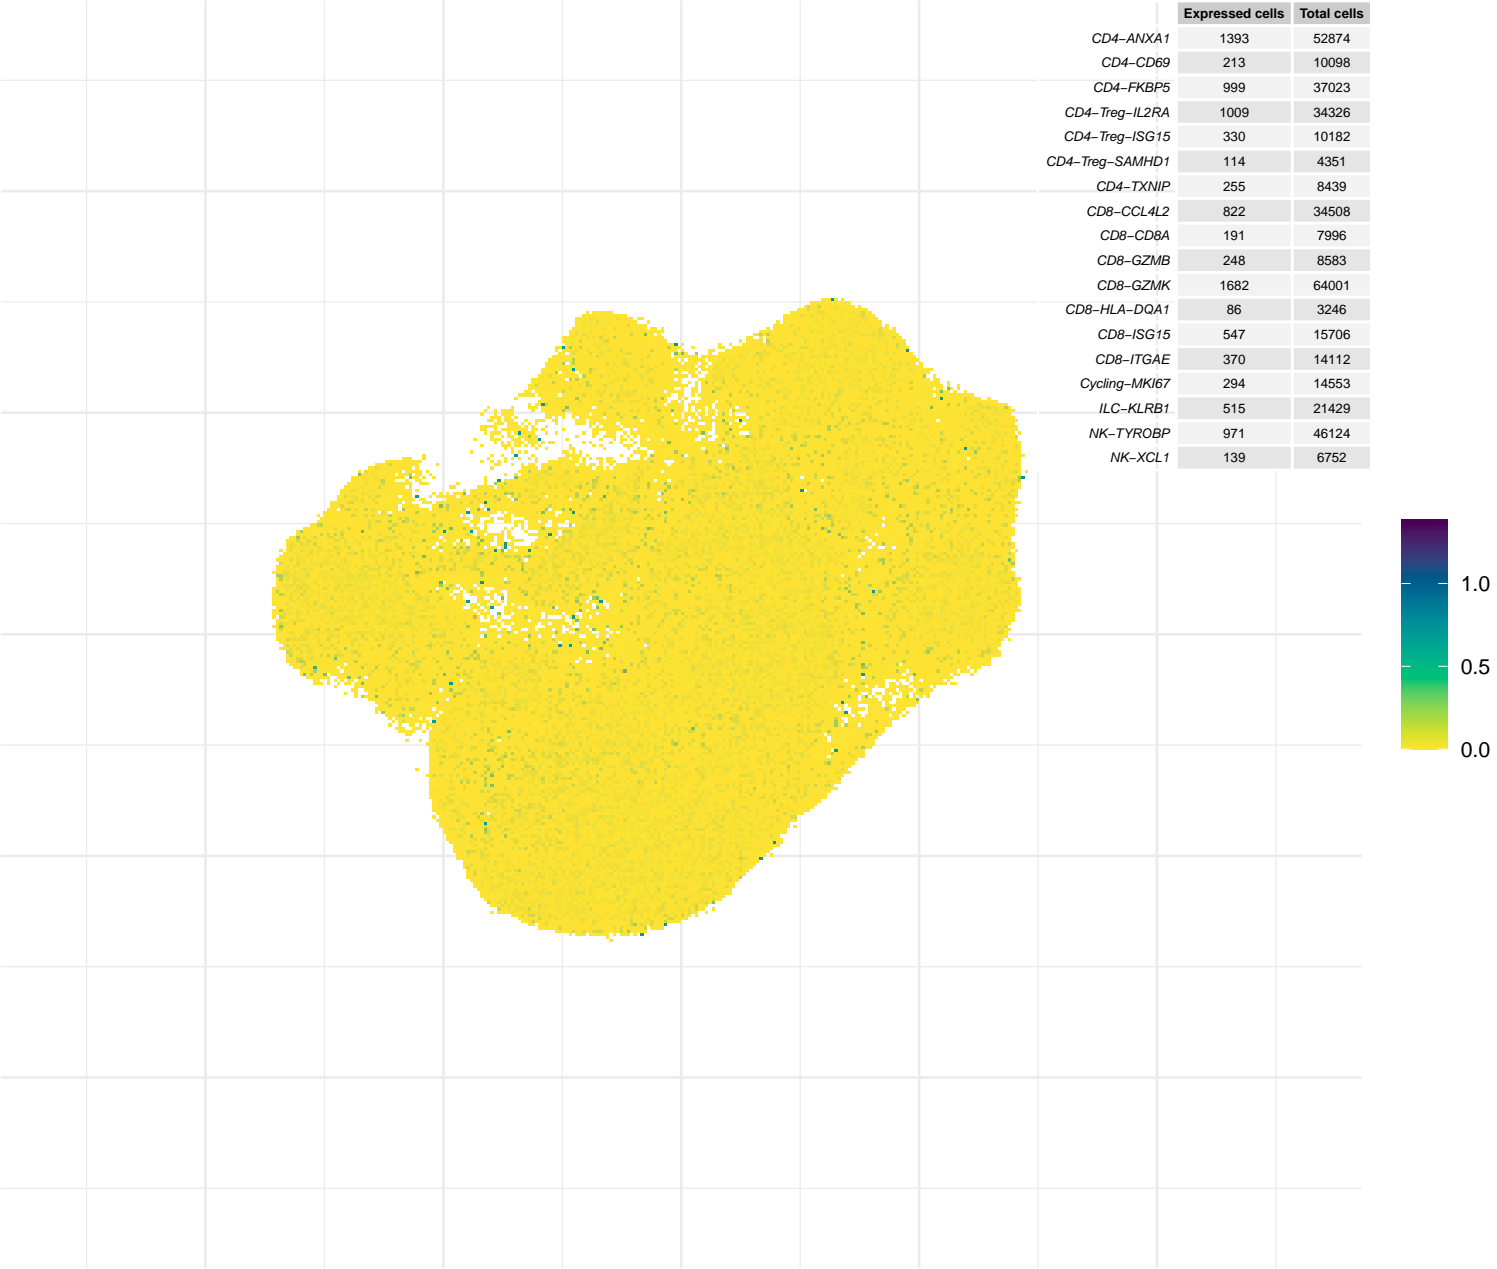 Expressed cells Total cells
CD4−ANXA1 1393 52874
CD4−CD69 213 10098
CD4−FKBP5 999 37023
CD4−Treg−IL2RA 1009 34326
CD4−Treg−ISG15 330 10182
CD4−Treg−SAMHD1 114 4351
CD4−TXNIP 255 8439
CD8−CCL4L2 822 34508
CD8−CD8A 191 7996
CD8−GZMB 248 8583
CD8−GZMK 1682 64001
CD8−HLA−DQA1 86 3246
CD8−ISG15 547 15706
CD8−ITGAE 370 14112
Cycling−MKI67 294 14553
ILC−KLRB1 515 21429
NK−TYROBP 971 46124
NK−XCL1 139 6752
1.0
0.5
0.0